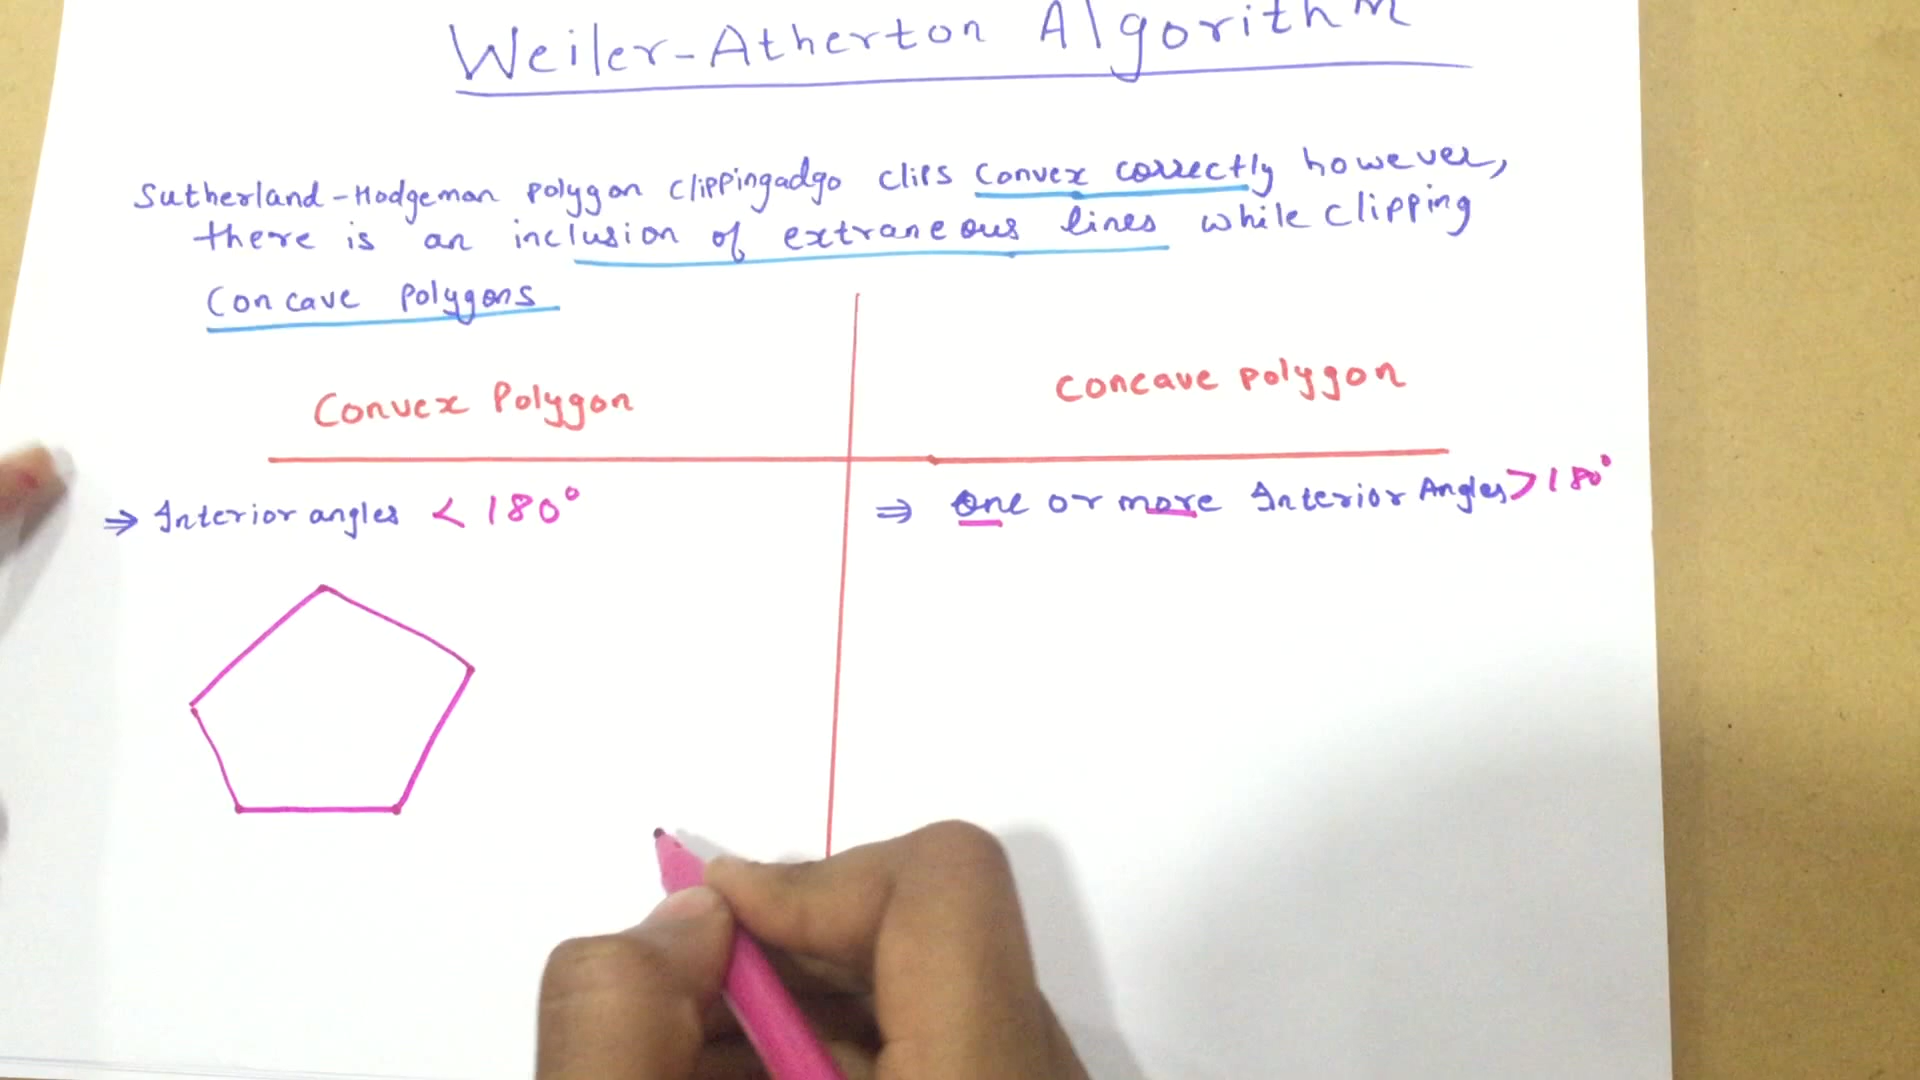 Weiler-Atherton Algorithm
Sutherland-Hodgeman polygon clippingadgo clips convex correctly however,
there is an inclusion of extraneous lines while clipping
Concave polygons
Convex Polygon
Concave polygon
⇒ Interior angles < 180°
⇒ One or more Interior Angles > 180°